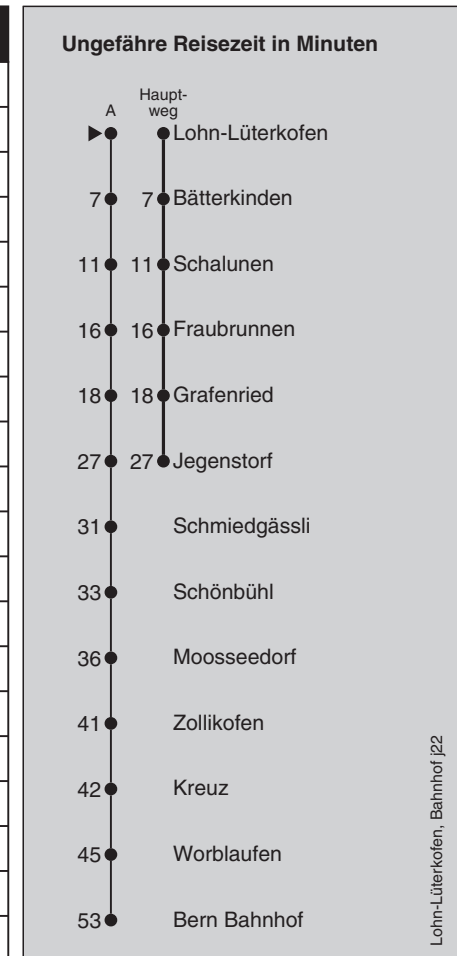 Ungefähre Reisezeit in Minuten
A Haupt-
weg
Lohn-Lüterkofen
7 7 Bätterkinden
11 11 Schalunen
16 16 Fraubrunnen
18 18 Grafenried
27 27 Jegenstorf
31 Schmiedgässli
33 Schönbühl
36 Moosseedorf
41 Zollikofen
42 Kreuz
45 Worblaufen
53 Bern Bahnhof
Lohn-Lüterkofen, Bahnhof j22